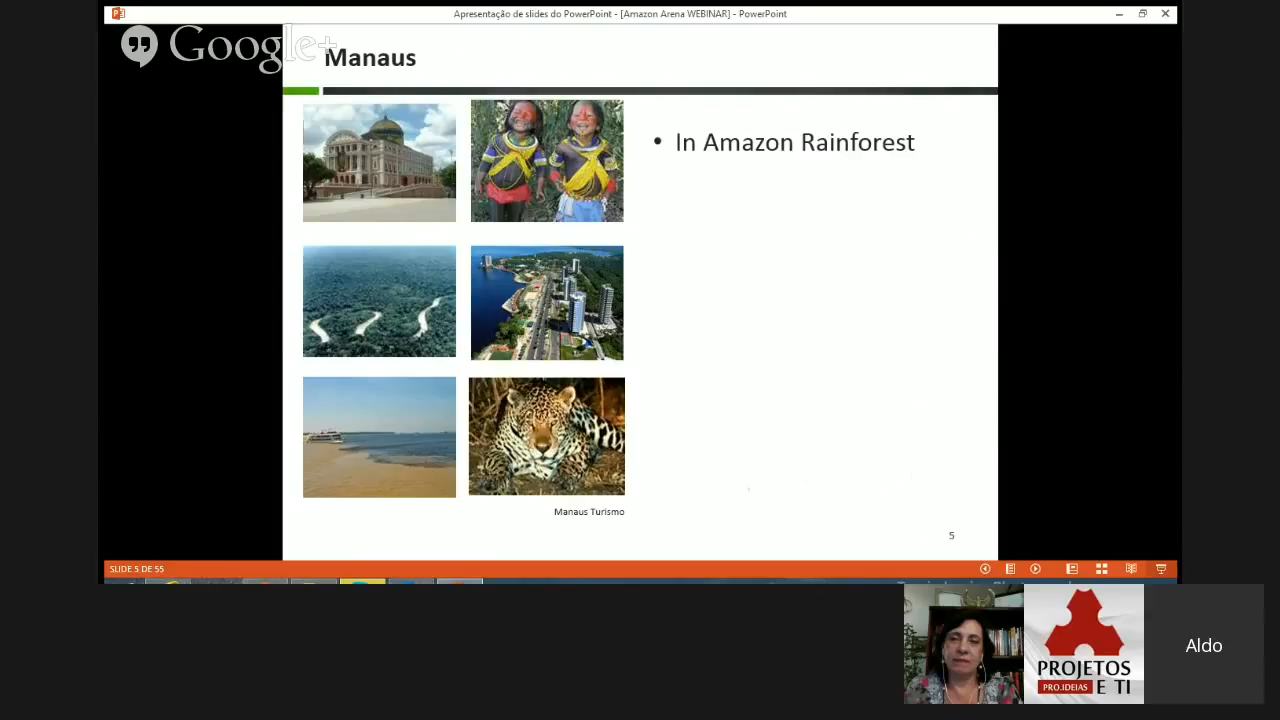 Apresentação de slides do PowerPoint - [Amazon Arena WEBINAR] - PowerPoint
Google+
Manaus
• In Amazon Rainforest
Manaus Turismo
5
SLIDE 5 DE 55
PROJETOS
PRO.IDEIAS E TI
Aldo